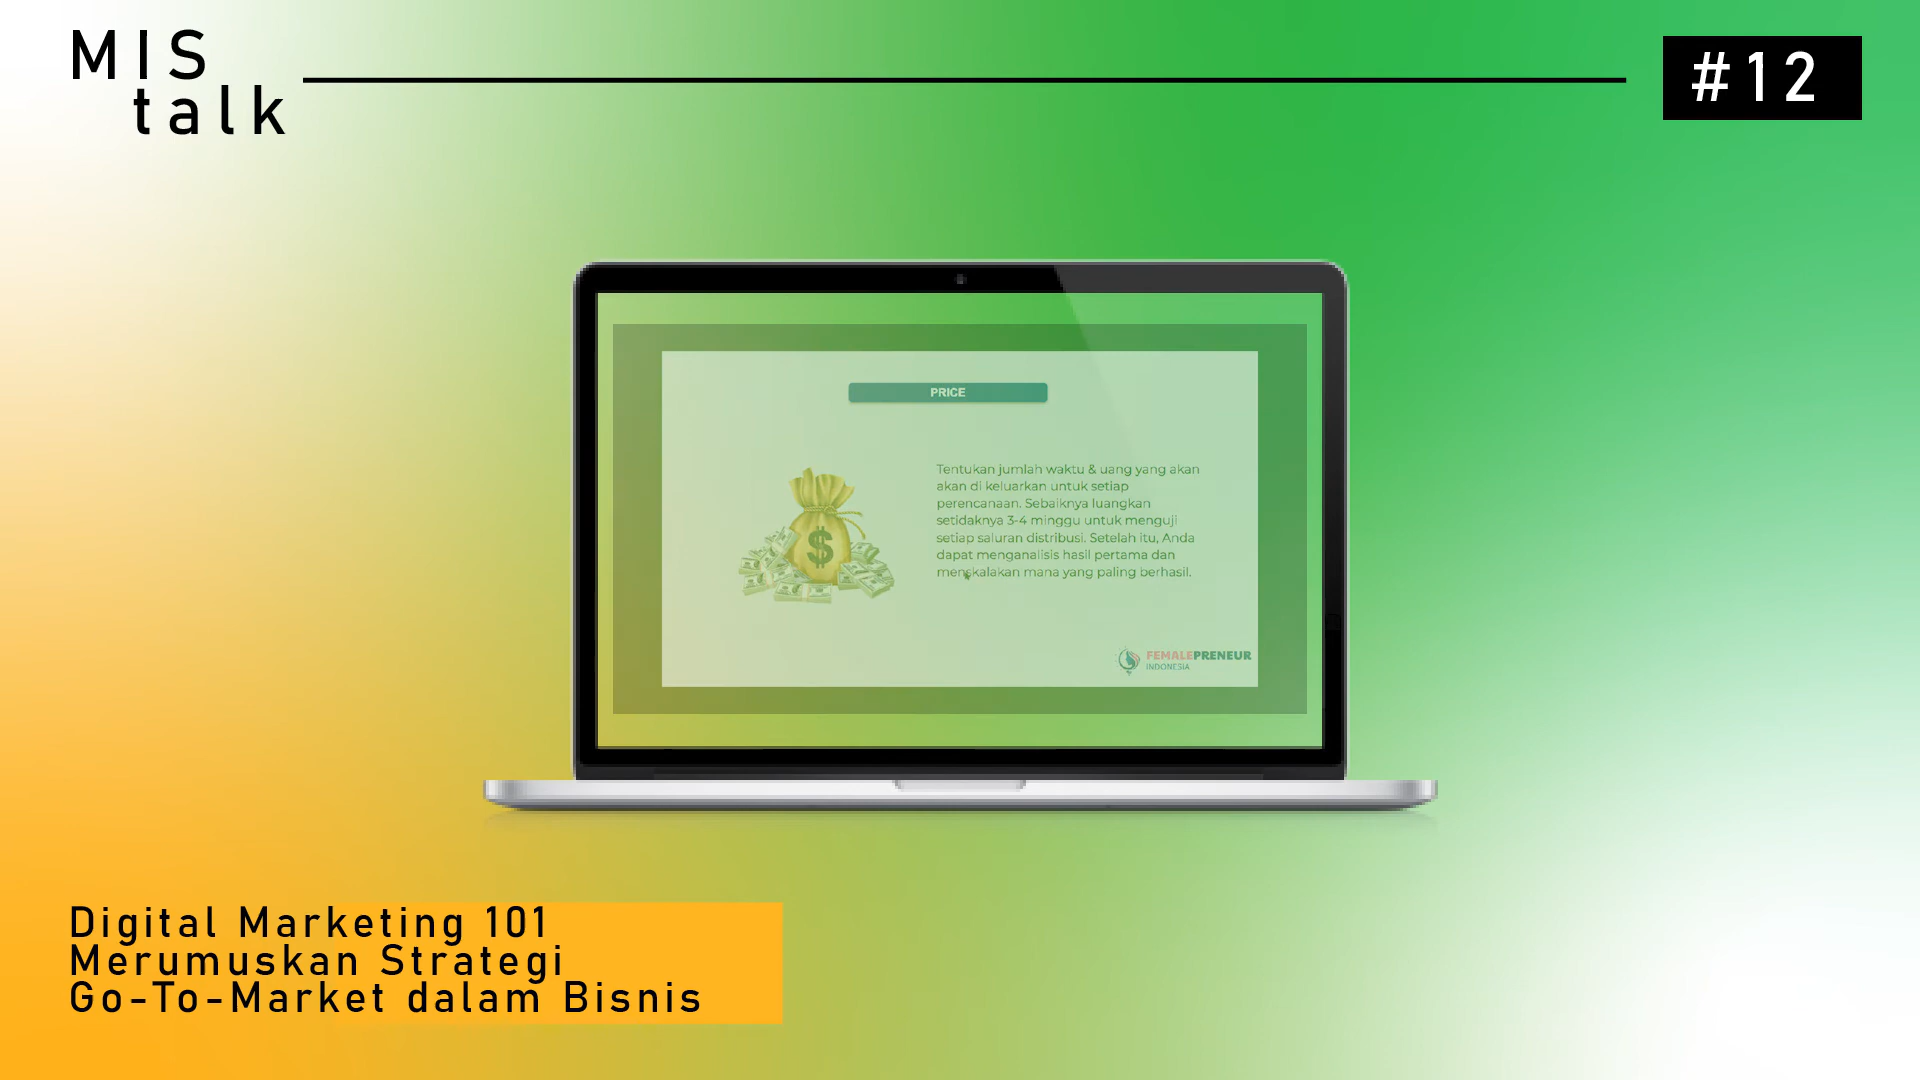 MIS
talk
#12
PRICE
Tentukan jumlah waktu & uang yang akan
akan di keluarkan untuk setiap
perencanaan. Sebaiknya luangkan
setidaknya 3-4 minggu untuk menguji
setiap saluran distribusi. Setelah itu, Anda
dapat menganalisis hasil pertama dan
menskalakan mana yang paling berhasil.
$
FEMALEPRENEUR
INDONESIA
Digital Marketing 101
Merumuskan Strategi
Go-To-Market dalam Bisnis